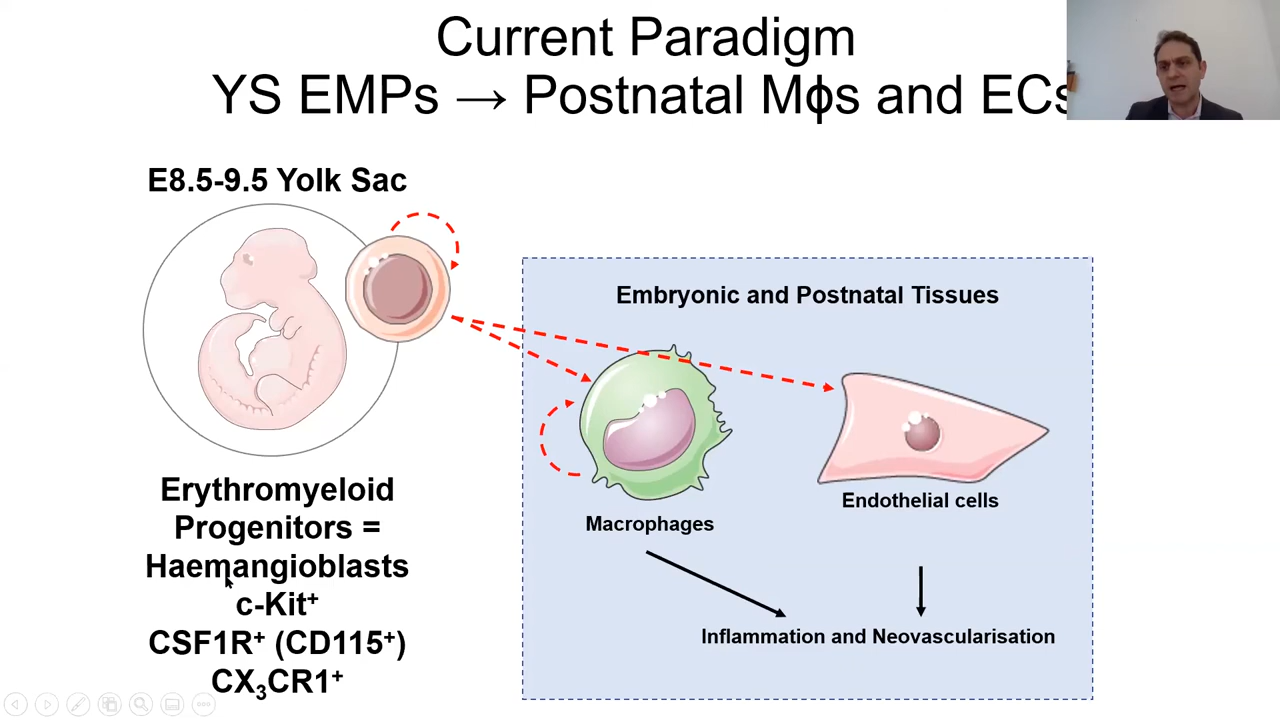 Current Paradigm
YS EMPs → Postnatal Mϕs and ECs
E8.5-9.5 Yolk Sac
Embryonic and Postnatal Tissues
Macrophages
Endothelial cells
Inflammation and Neovascularisation
Erythromyeloid
Progenitors =
Haemangioblasts
c-Kit⁺
CSF1R⁺ (CD115⁺)
CX₃CR1⁺